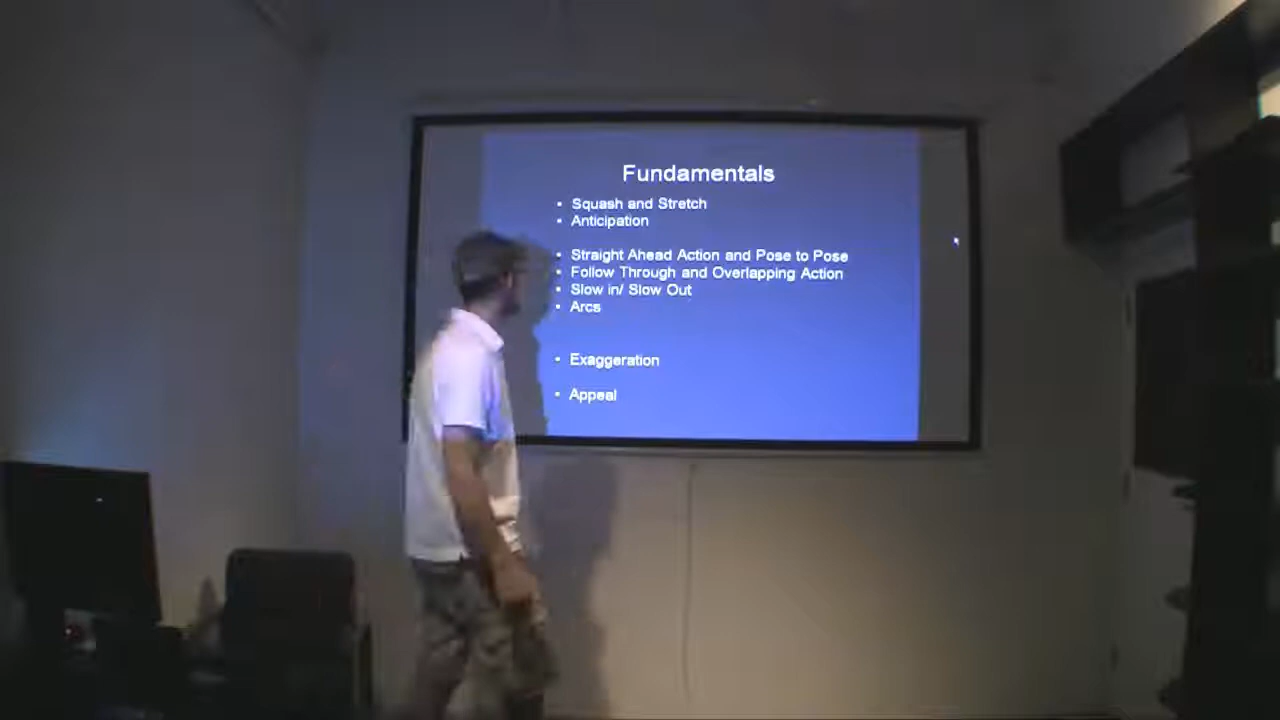 Fundamentals
• Squash and Stretch
• Anticipation
• Straight Ahead Action and Pose to Pose
• Follow Through and Overlapping Action
• Slow in/ Slow Out
• Arcs
• Exaggeration
• Appeal